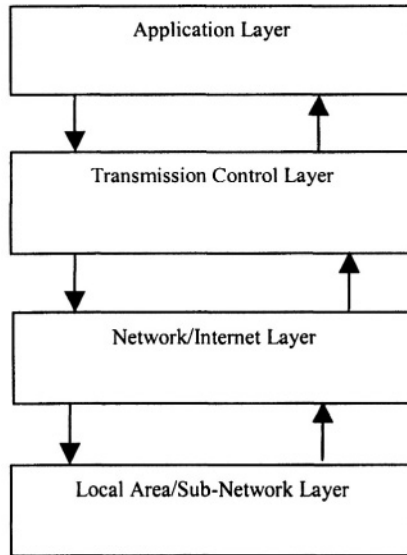 Application Layer
Transmission Control Layer
Network/Internet Layer
Local Area/Sub-Network Layer